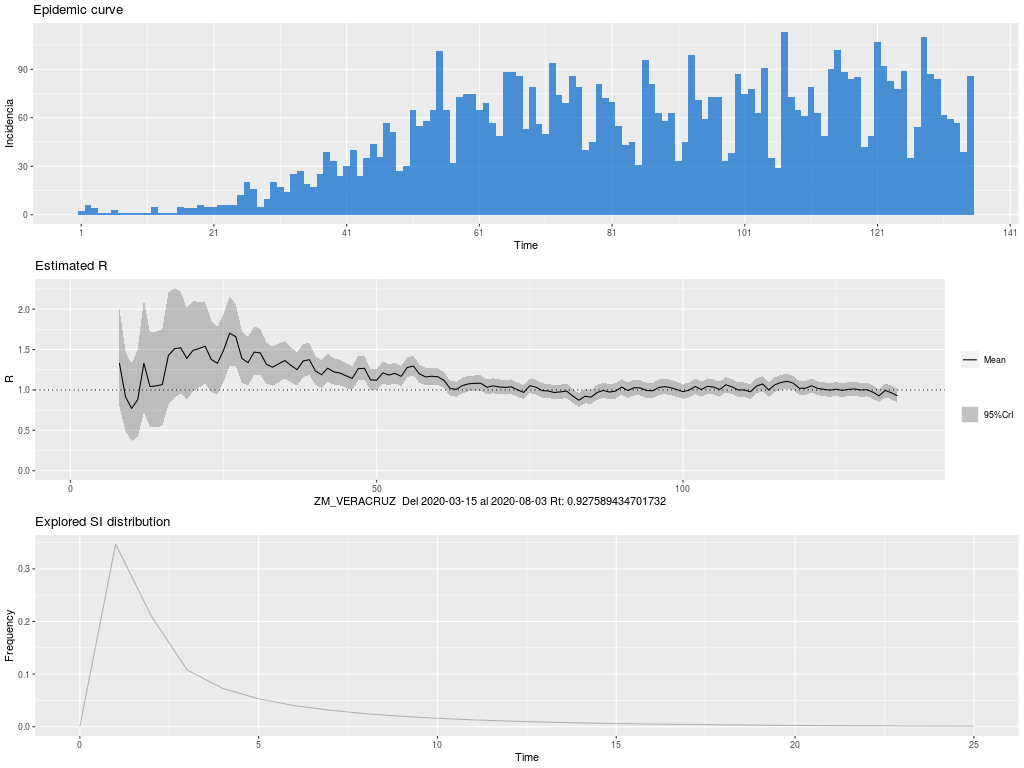 Epidemic curve
90
60
30
0
Incidencia
1 21 41 61 81 101 121 141
Time
Estimated R
2.0
1.5
1.0
0.5
0.0
R
Mean
95%CrI
0 50 100
ZM_VERACRUZ Del 2020-03-15 al 2020-08-03 Rt: 0.927589434701732
Explored SI distribution
0.3
0.2
0.1
0.0
Frequency
0 5 10 15 20 25
Time